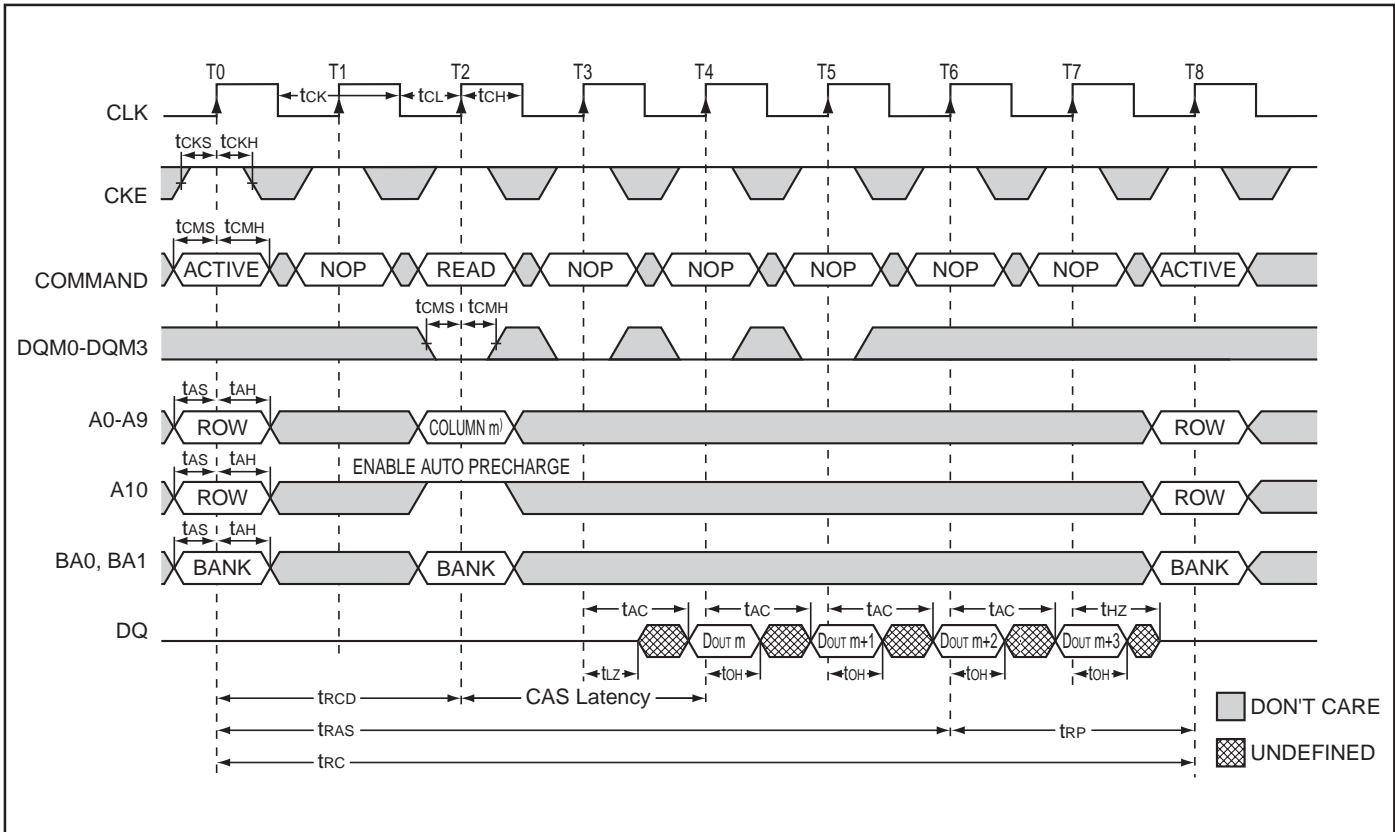 T0 T1 T2 T3 T4 T5 T6 T7 T8
tCK tCL tCH
CLK
tCKS tCKH
CKE
tCMS tCMH
COMMAND ACTIVE NOP READ NOP NOP NOP NOP NOP ACTIVE
tCMS tCMH
DQM0-DQM3
tAS tAH
A0-A9 ROW COLUMN m) ROW
tAS tAH ENABLE AUTO PRECHARGE
A10 ROW ROW
tAS tAH
BA0, BA1 BANK BANK BANK
tAC tAC tAC tAC tHZ
DQ DOUT m DOUT m+1 DOUT m+2 DOUT m+3
tLZ tOH tOH tOH tOH
tRCD CAS Latency
DON'T CARE
tRAS tRP
UNDEFINED
tRC